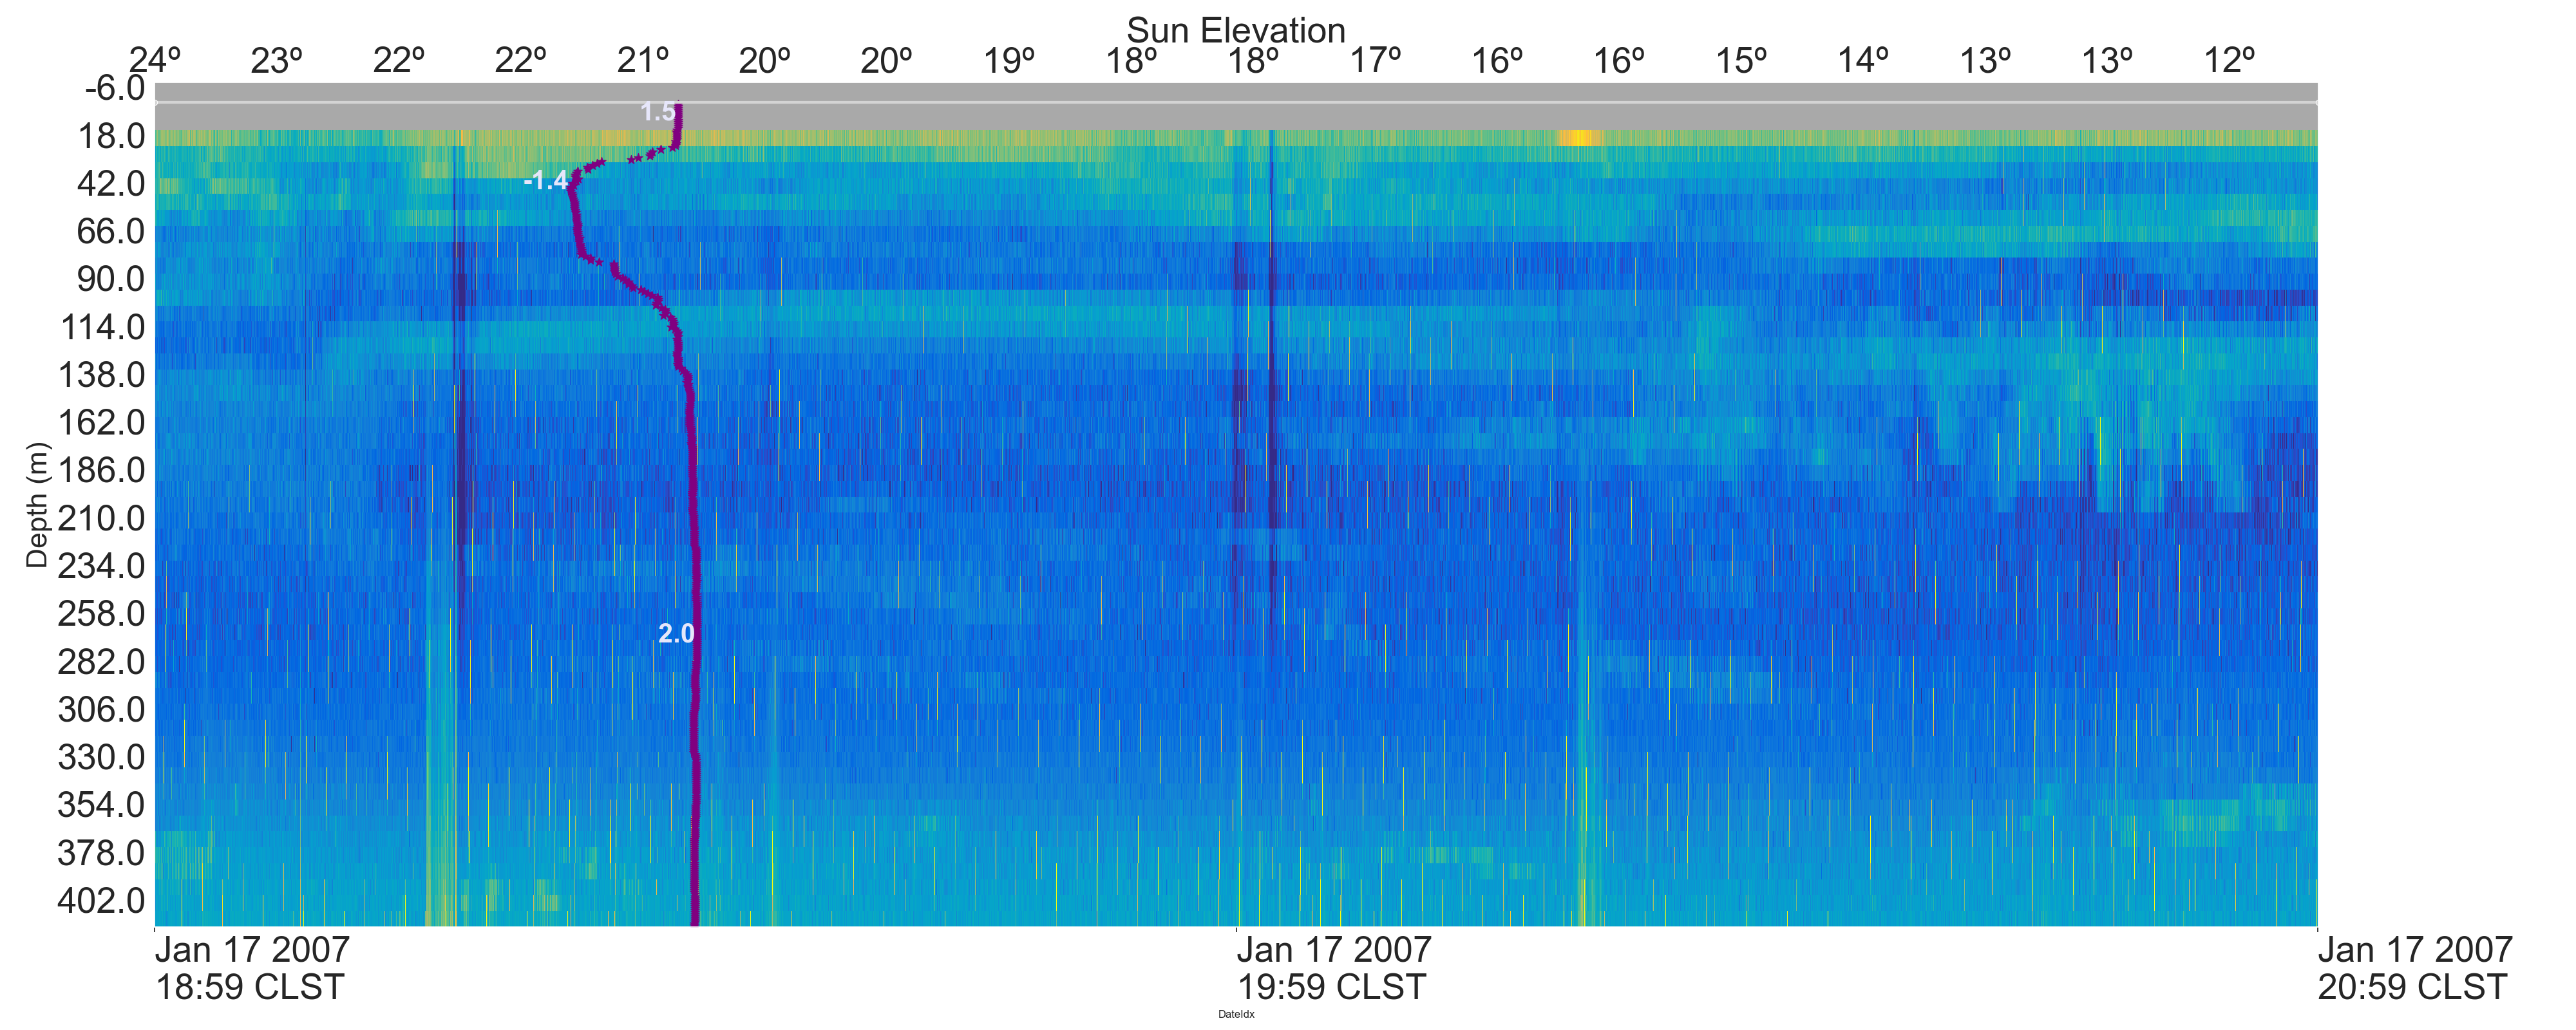 Sun Elevation
24º 23º 22º 22º 21º 20º 20º 19º 18º 18º 17º 16º 16º 15º 14º 13º 13º 12º
-6.0
1.5
18.0
-1.4
42.0
66.0
90.0
114.0
138.0
162.0
186.0
210.0
234.0
258.0
2.0
282.0
306.0
330.0
354.0
378.0
402.0
Depth (m)
Jan 17 2007
18:59 CLST
Jan 17 2007
19:59 CLST
Jan 17 2007
20:59 CLST
DateIdx